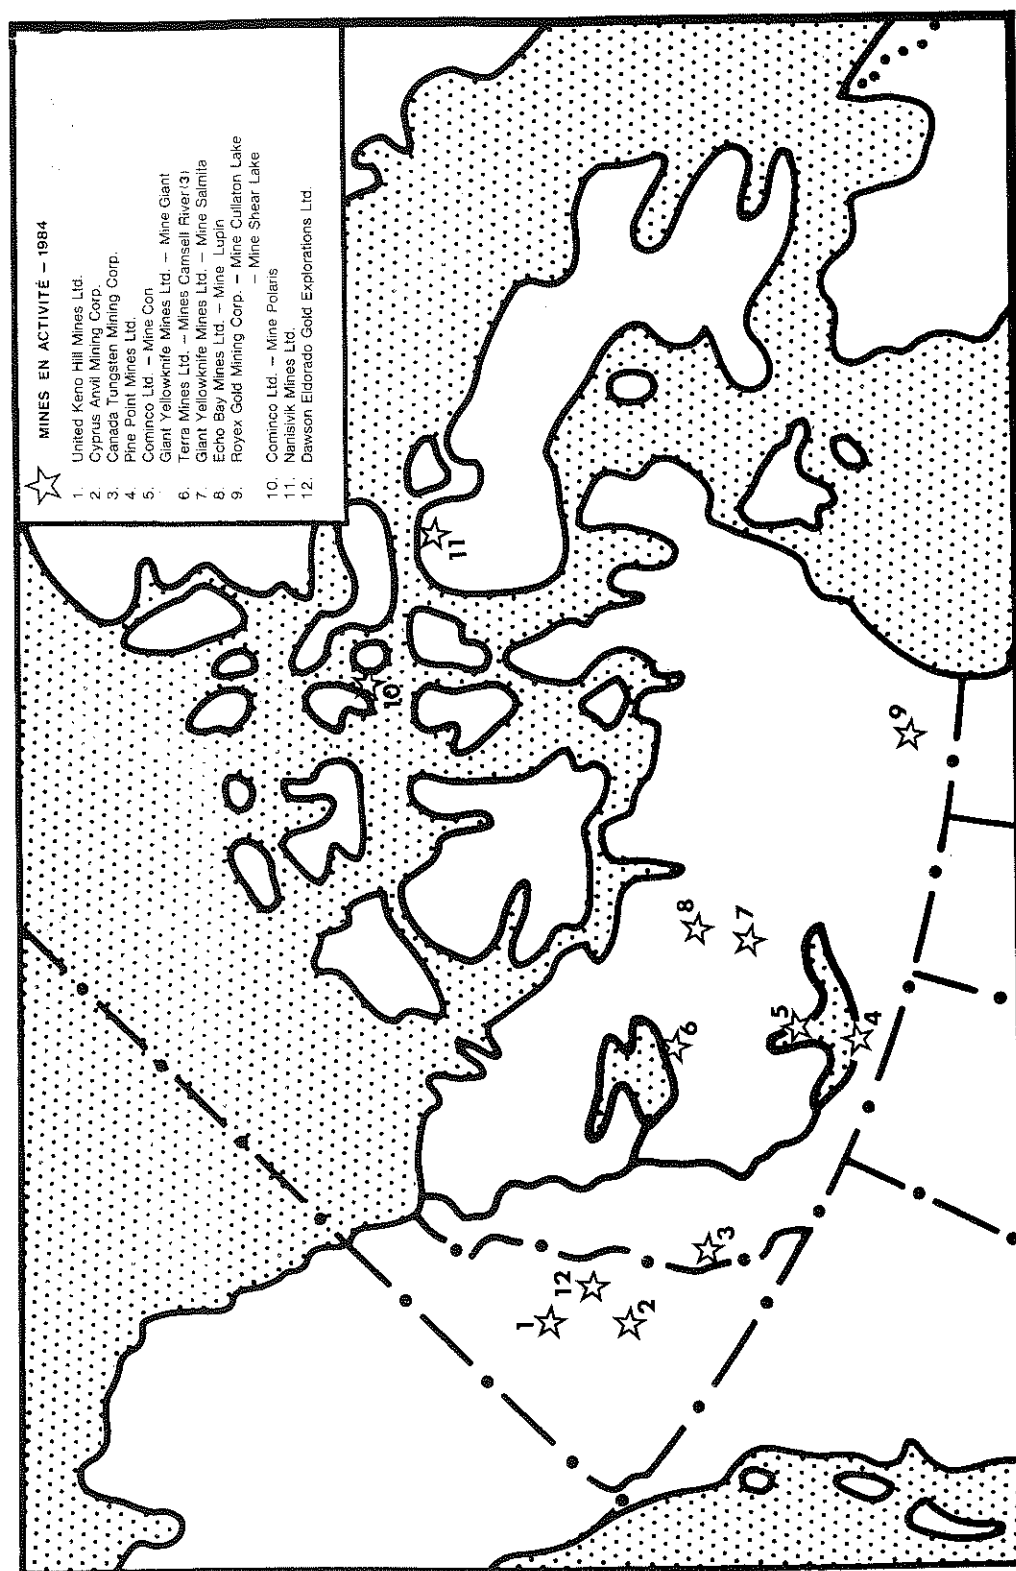 MINES EN ACTIVITÉ – 1984
1. United Keno Hill Mines Ltd.
2. Cyprus Anvil Mining Corp.
3. Canada Tungsten Mining Corp.
4. Pine Point Mines Ltd.
5. Cominco Ltd. – Mine Con
Giant Yellowknife Mines Ltd. – Mine Giant
6. Terra Mines Ltd. – Mines Camsell River (3)
7. Giant Yellowknife Mines Ltd. – Mine Salmita
8. Echo Bay Mines Ltd. – Mine Lupin
9. Royex Gold Mining Corp. – Mine Cullaton Lake
– Mine Shear Lake
10. Cominco Ltd. – Mine Polaris
11. Nanisivik Mines Ltd.
12. Dawson Eldorado Gold Explorations Ltd.
11
10
9
8
7
6
5
4
3
12
1
2